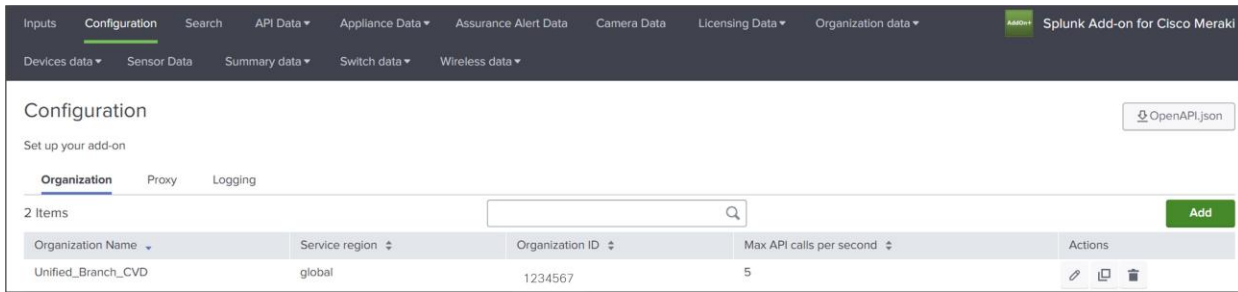 Inputs Configuration Search API Data Appliance Data Assurance Alert Data Camera Data Licensing Data Organization data AddOn+ Splunk Add-on for Cisco Meraki
Devices data Sensor Data Summary data Switch data Wireless data
Configuration
OpenAPI.json
Set up your add-on
Organization Proxy Logging
2 Items Add
Organization Name Service region Organization ID Max API calls per second Actions
Unified_Branch_CVD global 1234567 5